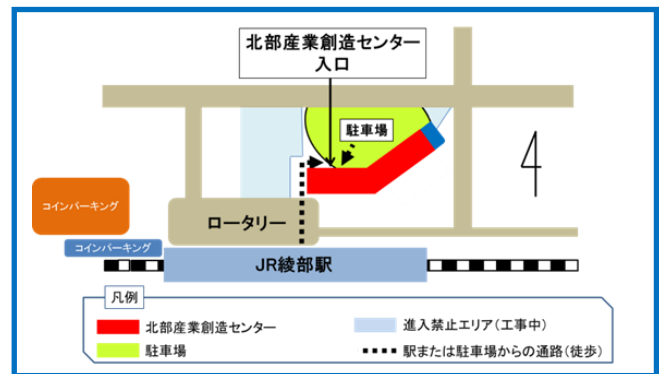 北部産業創造センター
入口
駐車場
コインパーキング
ロータリー
コインパーキング
JR綾部駅
凡例
北部産業創造センター
進入禁止エリア(工事中)
駐車場
駅または駐車場からの通路(徒歩)